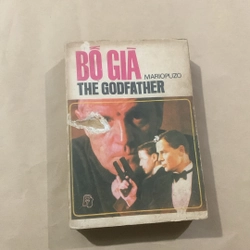 BỐ GIÀ
MARIO PUZO
THE GODFATHER